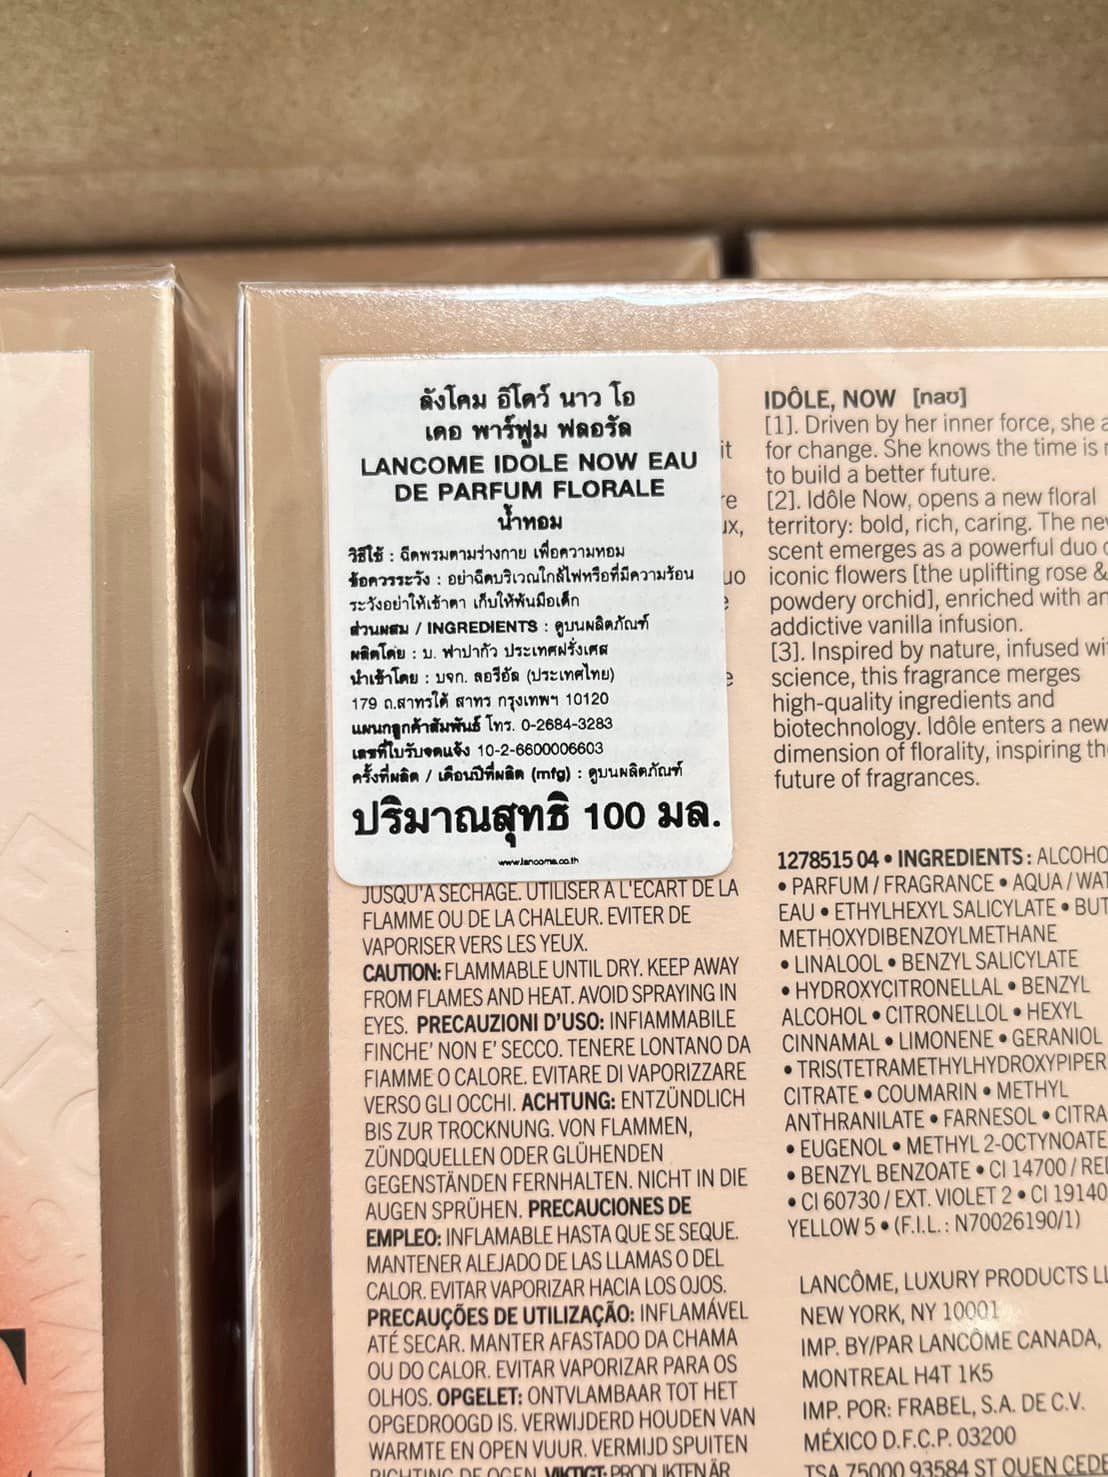 ลังโคม อิโดว์ นาว โอ
เดอ พาร์ฟูม ฟลอรัล
LANCOME IDOLE NOW EAU
DE PARFUM FLORALE
น้ำหอม
วิธีใช้ : ฉีดพรมตามร่างกาย เพื่อความหอม
ข้อควรระวัง : อย่าฉีดบริเวณใกล้ไฟหรือที่มีความร้อน
ระวังอย่าให้เข้าตา เก็บให้พ้นมือเด็ก
ส่วนผสม / INGREDIENTS : ดูบนผลิตภัณฑ์
ผลิตโดย : บ. ฟาปากัว ประเทศฝรั่งเศส
นำเข้าโดย : บจก. ลอรีอัล (ประเทศไทย)
179 ถ.สาทรใต้ สาทร กรุงเทพฯ 10120
แผนกลูกค้าสัมพันธ์ โทร. 0-2684-3283
เลขที่ใบรับจดแจ้ง 10-2-6600006603
ครั้งที่ผลิต / เดือนปีที่ผลิต (mfg) : ดูบนผลิตภัณฑ์
ปริมาณสุทธิ 100 มล.
www.lancome.co.th
JUSQU'A SECHAGE. UTILISER A L'ECART DE LA
FLAMME OU DE LA CHALEUR. EVITER DE
VAPORISER VERS LES YEUX.
CAUTION: FLAMMABLE UNTIL DRY. KEEP AWAY
FROM FLAMES AND HEAT. AVOID SPRAYING IN
EYES. PRECAUZIONI D'USO: INFIAMMABILE
FINCHE' NON E' SECCO. TENERE LONTANO DA
FIAMME O CALORE. EVITARE DI VAPORIZZARE
VERSO GLI OCCHI. ACHTUNG: ENTZÜNDLICH
BIS ZUR TROCKNUNG. VON FLAMMEN,
ZÜNDQUELLEN ODER GLÜHENDEN
GEGENSTÄNDEN FERNHALTEN. NICHT IN DIE
AUGEN SPRÜHEN. PRECAUCIONES DE
EMPLEO: INFLAMABLE HASTA QUE SE SEQUE.
MANTENER ALEJADO DE LAS LLAMAS O DEL
CALOR. EVITAR VAPORIZAR HACIA LOS OJOS.
PRECAUÇÕES DE UTILIZAÇÃO: INFLAMÁVEL
ATÉ SECAR. MANTER AFASTADO DA CHAMA
OU DO CALOR. EVITAR VAPORIZAR PARA OS
OLHOS. OPGELET: ONTVLAMBAAR TOT HET
OPGEDROOGD IS. VERWIJDERD HOUDEN VAN
WARMTE EN OPEN VUUR. VERMIJD SPUITEN
RICHTING DE OGEN. VIKTIGT: PRODUKTEN ÄR
IDÔLE, NOW [naʊ]
[1]. Driven by her inner force, she a
for change. She knows the time is
to build a better future.
[2]. Idôle Now, opens a new floral
territory: bold, rich, caring. The ne
scent emerges as a powerful duo
iconic flowers [the uplifting rose &
powdery orchid], enriched with an
addictive vanilla infusion.
[3]. Inspired by nature, infused wi
science, this fragrance merges
high-quality ingredients and
biotechnology. Idôle enters a new
dimension of florality, inspiring th
future of fragrances.
1278515 04 • INGREDIENTS: ALCOHO
• PARFUM / FRAGRANCE • AQUA / WAT
EAU • ETHYLHEXYL SALICYLATE • BUT
METHOXYDIBENZOYLMETHANE
• LINALOOL • BENZYL SALICYLATE
• HYDROXYCITRONELLAL • BENZYL
ALCOHOL • CITRONELLOL • HEXYL
CINNAMAL • LIMONENE • GERANIOL
• TRIS(TETRAMETHYLHYDROXYPIPER
CITRATE • COUMARIN • METHYL
ANTHRANILATE • FARNESOL • CITRA
• EUGENOL • METHYL 2-OCTYNOATE
• BENZYL BENZOATE • CI 14700 / RE
• CI 60730 / EXT. VIOLET 2 • CI 19140
YELLOW 5 • (F.I.L.: N70026190/1)
LANCÔME, LUXURY PRODUCTS LL
NEW YORK, NY 10001
IMP. BY/PAR LANCÔME CANADA,
MONTREAL H4T 1K5
IMP. POR: FRABEL, S.A. DE C.V.
MÉXICO D.F. C.P. 03200
TSA 75000 93584 ST OUEN CEDE